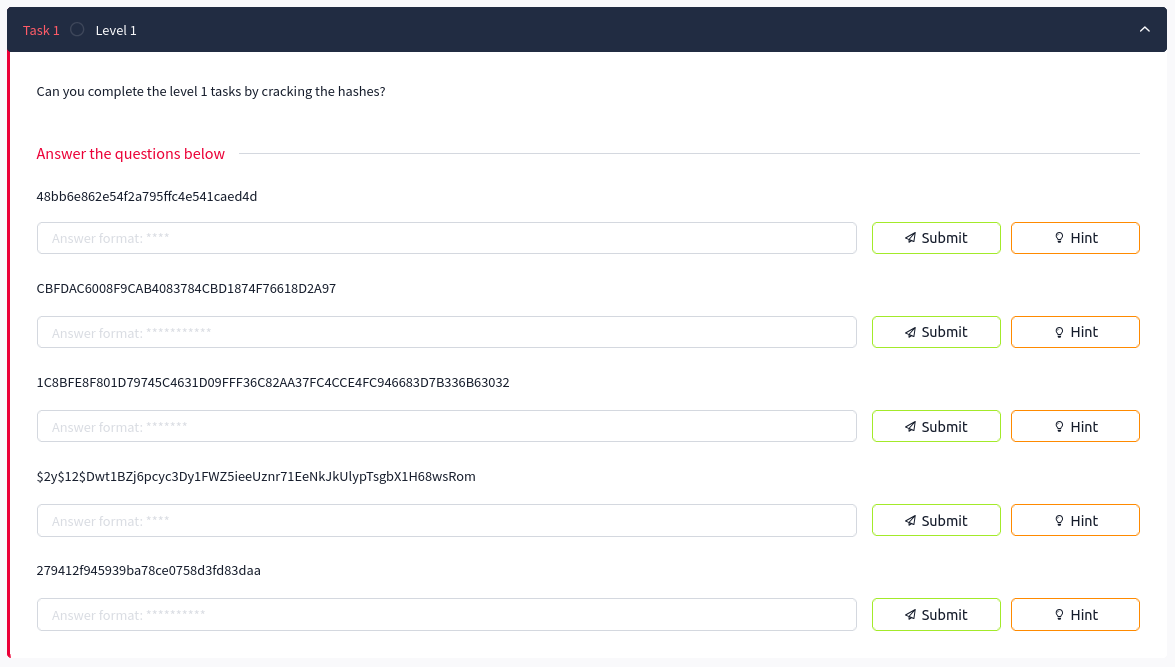 Task 1 Level 1
Can you complete the level 1 tasks by cracking the hashes?
Answer the questions below
48bb6e862e54f2a795ffc4e541caed4d
Answer format: **** Submit Hint
CBFDAC6008F9CAB4083784CBD1874F76618D2A97
Answer format: *********** Submit Hint
1C8BFE8F801D79745C4631D09FFF36C82AA37FC4CCE4FC946683D7B336B63032
Answer format: ******* Submit Hint
$2y$12$Dwt1BZj6pcyc3Dy1FWZ5ieeUznr71EeNkJkUlypTsgbX1H68wsRom
Answer format: **** Submit Hint
279412f945939ba78ce0758d3fd83daa
Answer format: ********** Submit Hint